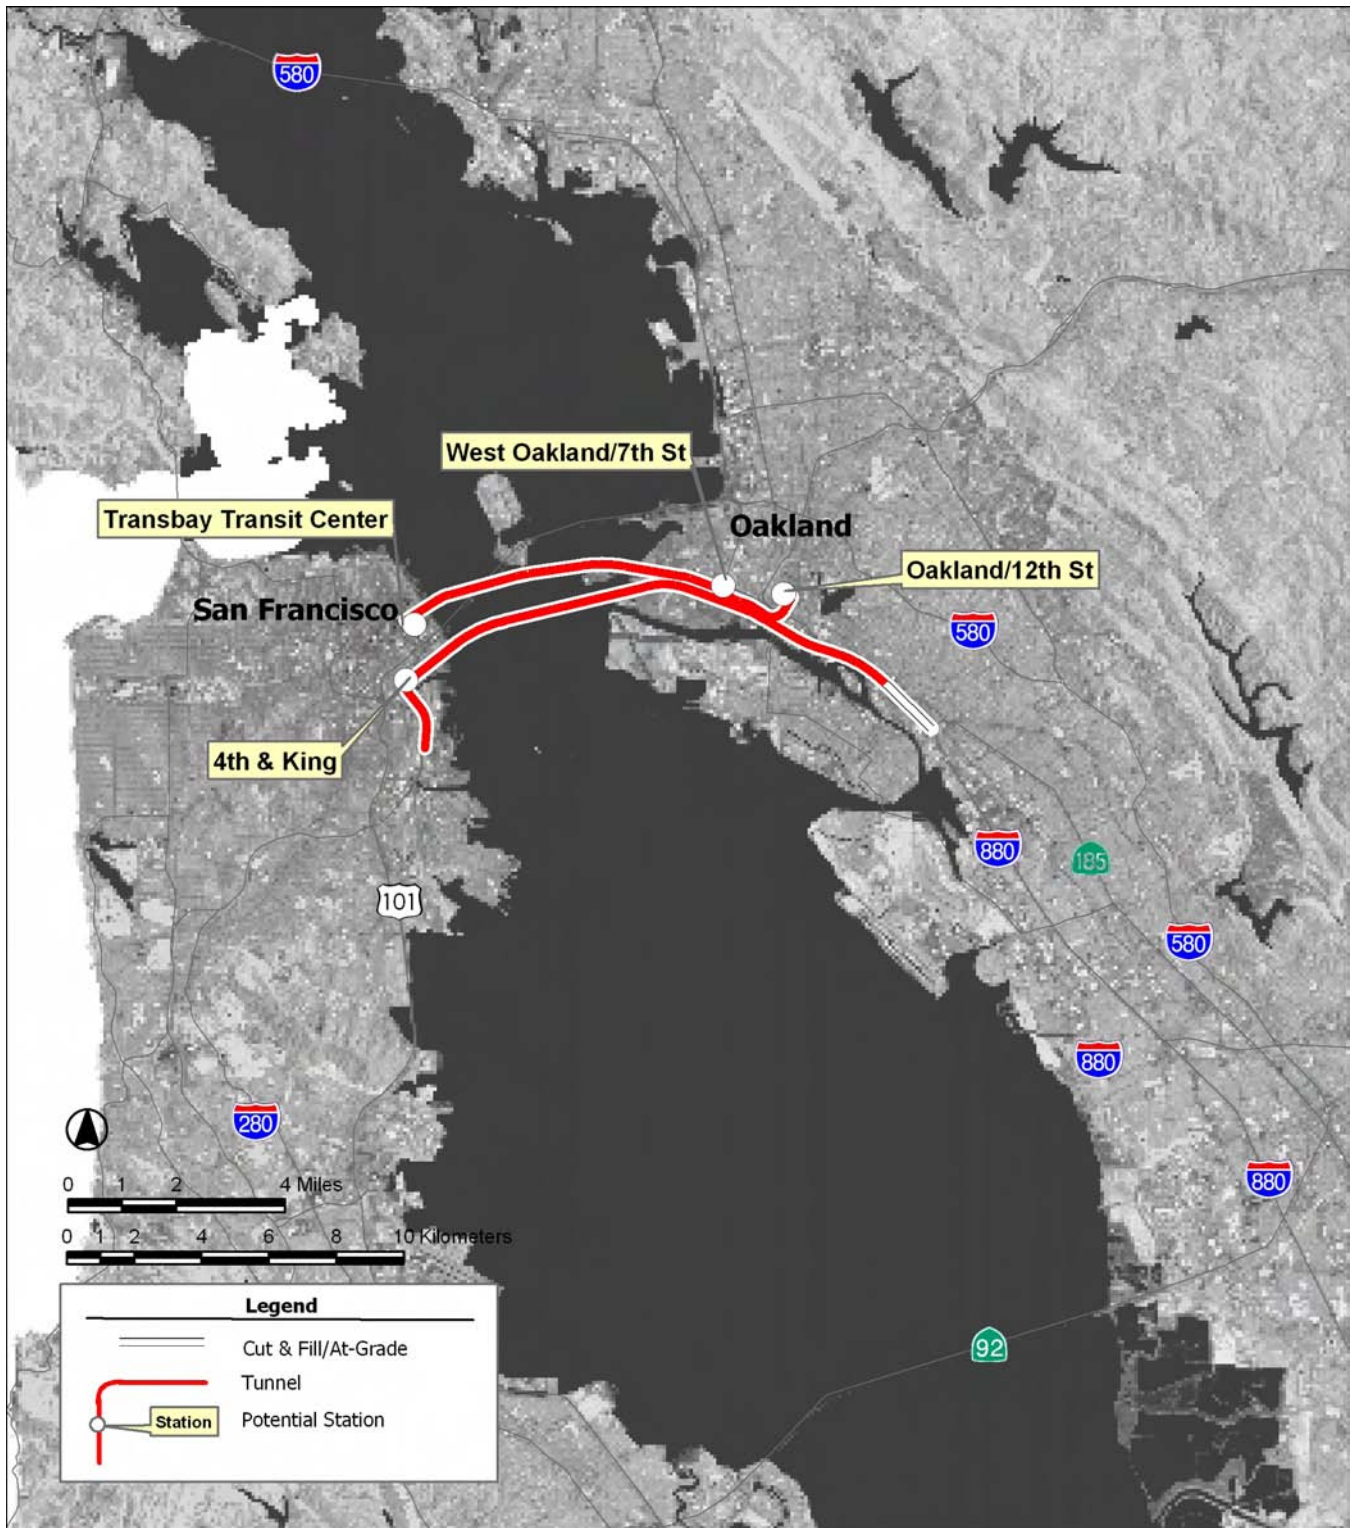 580
West Oakland/7th St
Transbay Transit Center
Oakland
Oakland/12th St
San Francisco
580
4th & King
880
185
101
580
880
280
880
0 1 2 4 Miles
0 1 2 4 6 8 10 Kilometers
92
Legend
Cut & Fill/At-Grade
Tunnel
Station
Potential Station